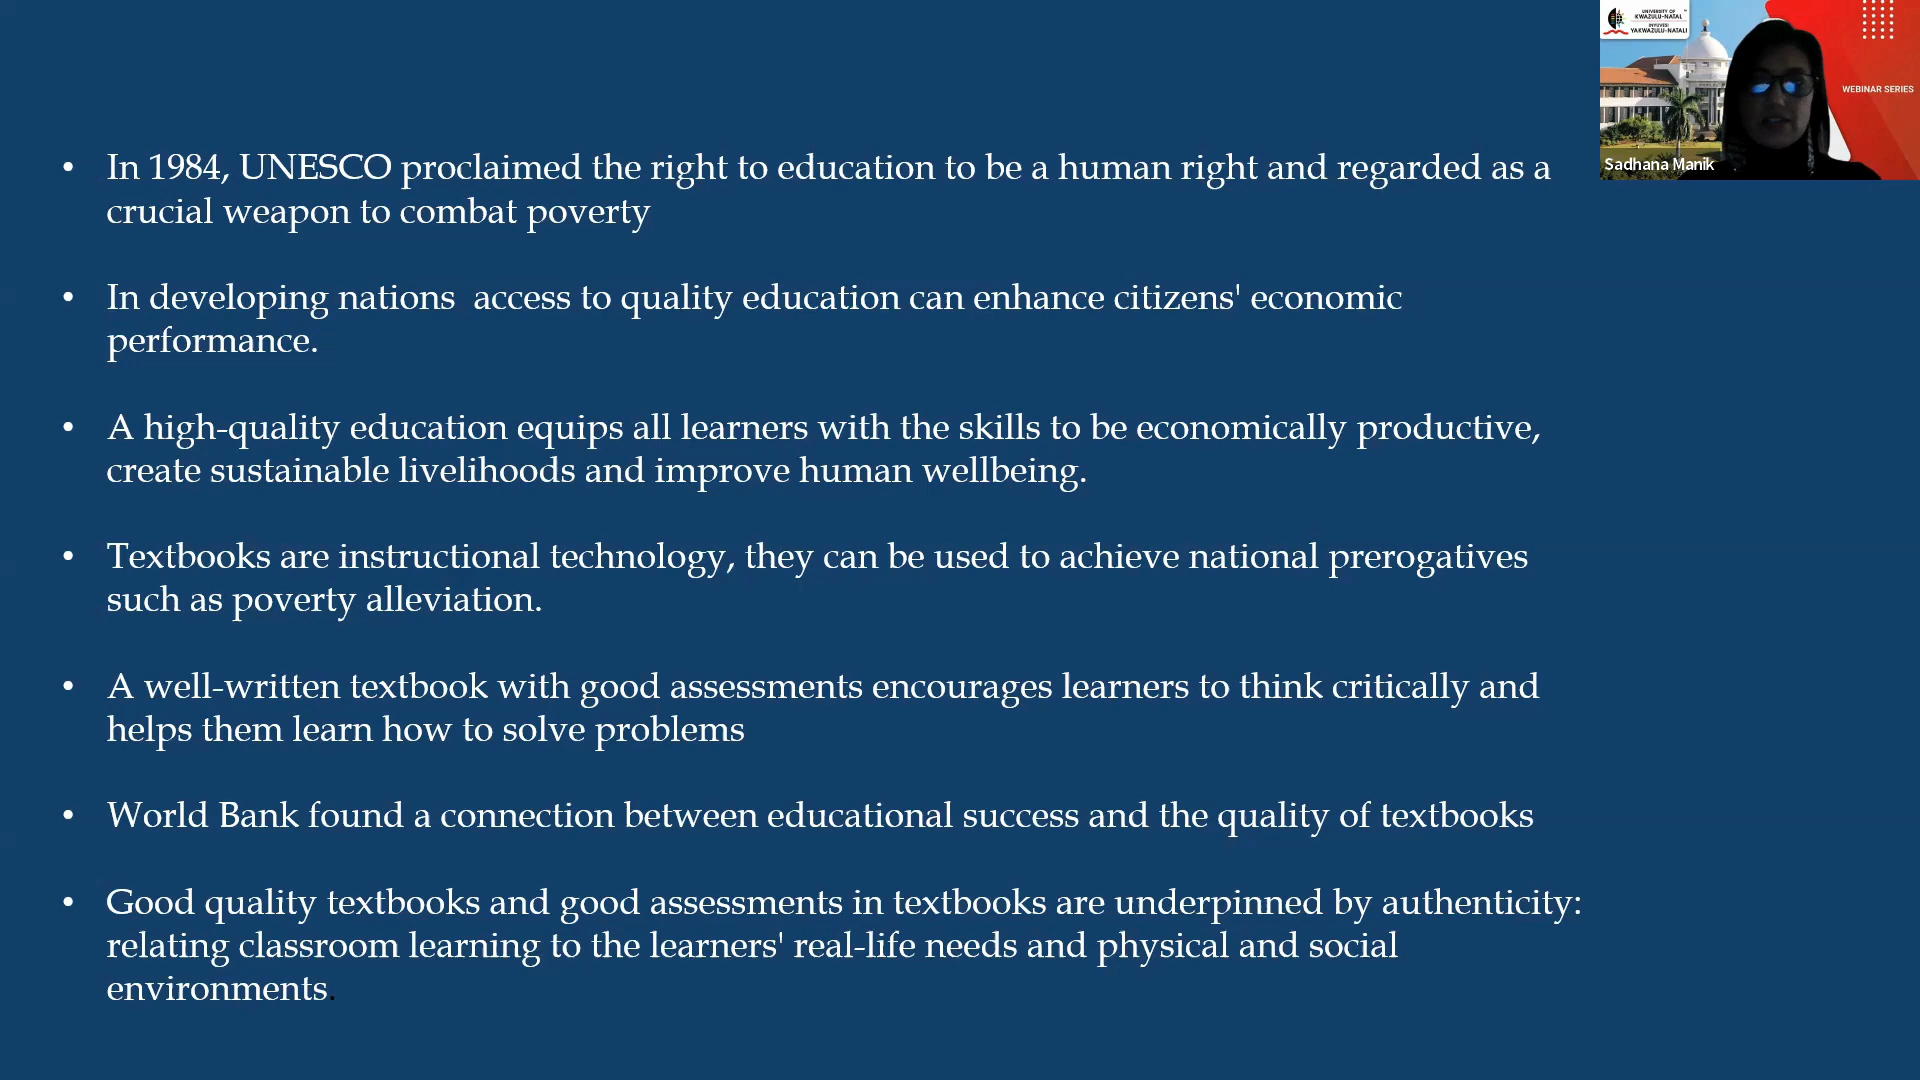 UNIVERSITY OF
KWAZULU-NATAL
INYUVESI
YAKWAZULU-NATALI
WEBINAR SERIES
Sadhana Manik
• In 1984, UNESCO proclaimed the right to education to be a human right and regarded as a
crucial weapon to combat poverty
• In developing nations  access to quality education can enhance citizens' economic
performance.
• A high-quality education equips all learners with the skills to be economically productive,
create sustainable livelihoods and improve human wellbeing.
• Textbooks are instructional technology, they can be used to achieve national prerogatives
such as poverty alleviation.
• A well-written textbook with good assessments encourages learners to think critically and
helps them learn how to solve problems
• World Bank found a connection between educational success and the quality of textbooks
• Good quality textbooks and good assessments in textbooks are underpinned by authenticity:
relating classroom learning to the learners' real-life needs and physical and social
environments.